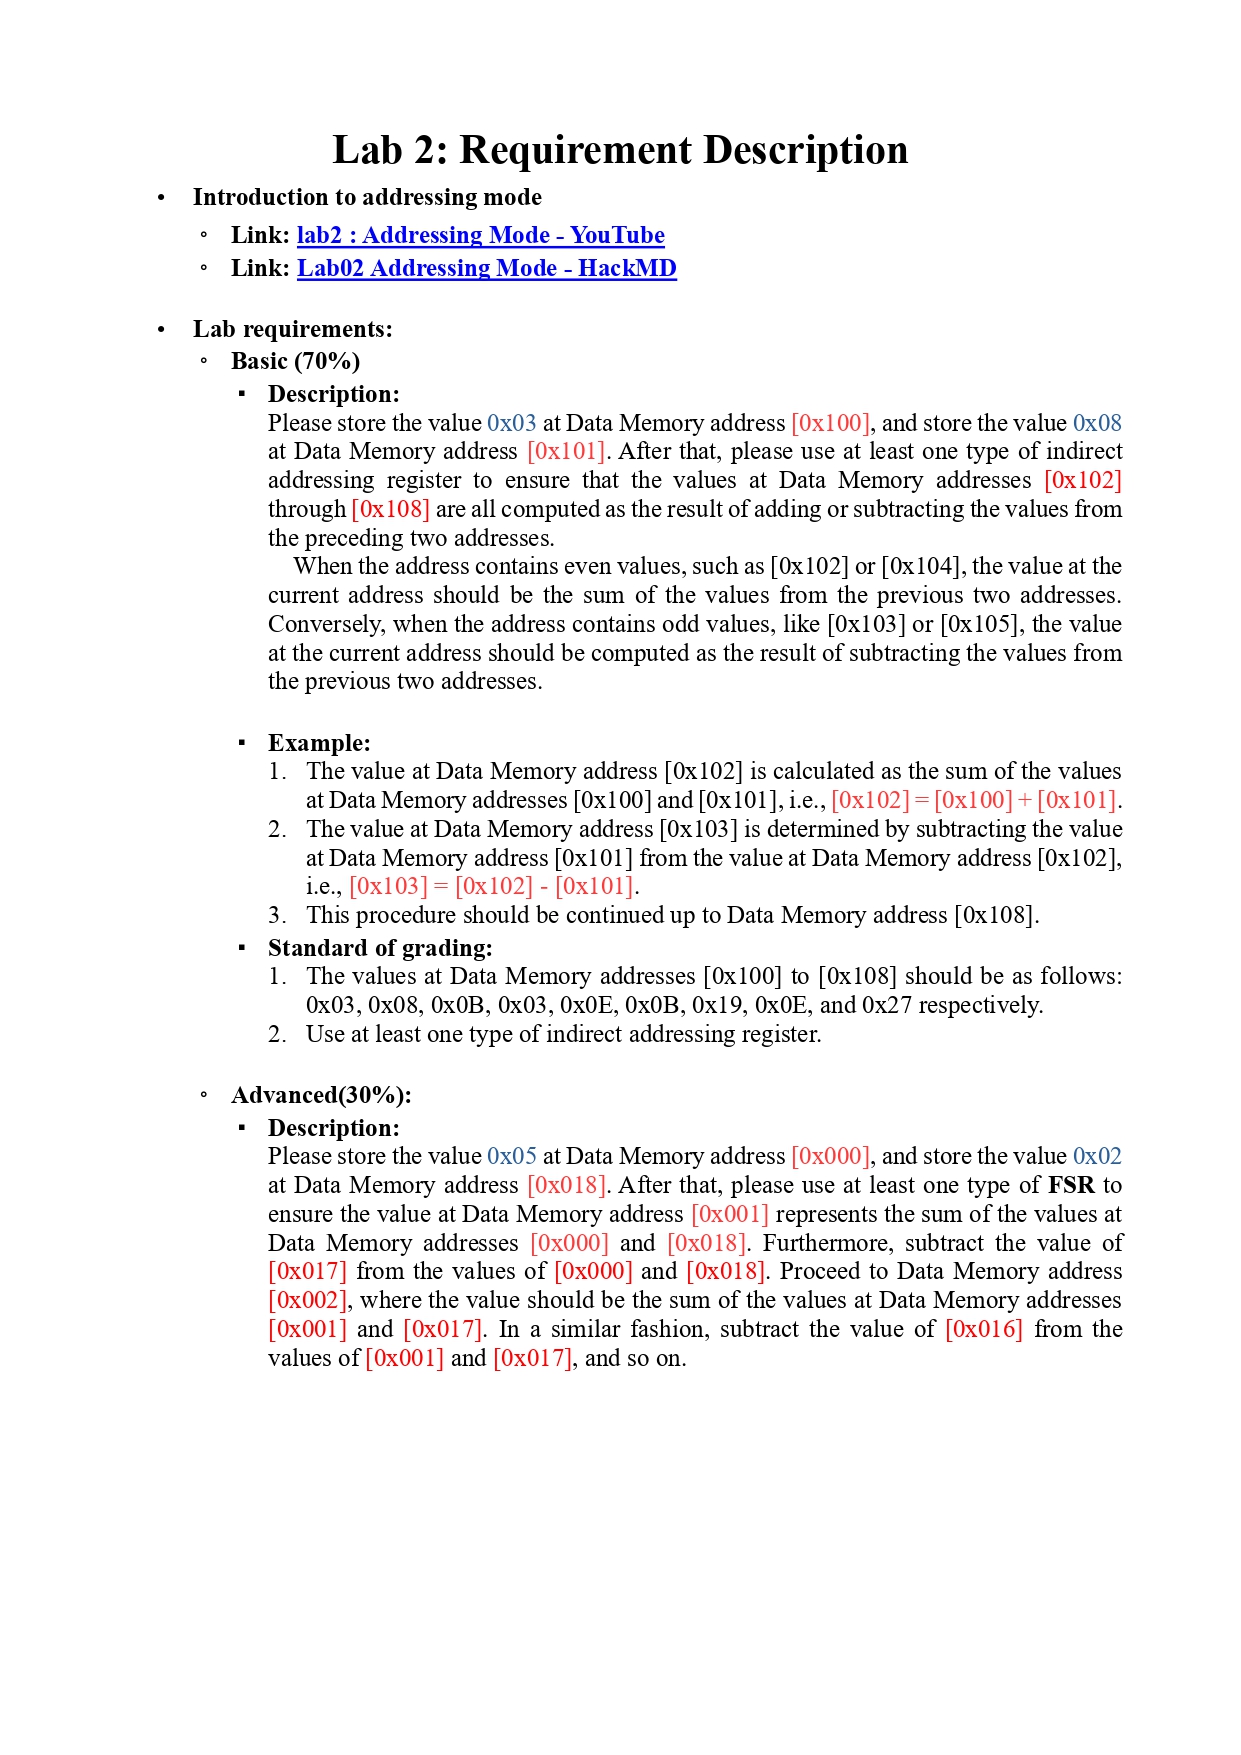 Lab 2: Requirement Description
• Introduction to addressing mode
◦ Link: lab2 : Addressing Mode - YouTube
◦ Link: Lab02 Addressing Mode - HackMD
• Lab requirements:
◦ Basic (70%)
▪ Description:
Please store the value 0x03 at Data Memory address [0x100], and store the value 0x08
at Data Memory address [0x101]. After that, please use at least one type of indirect
addressing register to ensure that the values at Data Memory addresses [0x102]
through [0x108] are all computed as the result of adding or subtracting the values from
the preceding two addresses.
When the address contains even values, such as [0x102] or [0x104], the value at the
current address should be the sum of the values from the previous two addresses.
Conversely, when the address contains odd values, like [0x103] or [0x105], the value
at the current address should be computed as the result of subtracting the values from
the previous two addresses.
▪ Example:
1. The value at Data Memory address [0x102] is calculated as the sum of the values
at Data Memory addresses [0x100] and [0x101], i.e., [0x102] = [0x100] + [0x101].
2. The value at Data Memory address [0x103] is determined by subtracting the value
at Data Memory address [0x101] from the value at Data Memory address [0x102],
i.e., [0x103] = [0x102] - [0x101].
3. This procedure should be continued up to Data Memory address [0x108].
▪ Standard of grading:
1. The values at Data Memory addresses [0x100] to [0x108] should be as follows:
0x03, 0x08, 0x0B, 0x03, 0x0E, 0x0B, 0x19, 0x0E, and 0x27 respectively.
2. Use at least one type of indirect addressing register.
◦ Advanced(30%):
▪ Description:
Please store the value 0x05 at Data Memory address [0x000], and store the value 0x02
at Data Memory address [0x018]. After that, please use at least one type of FSR to
ensure the value at Data Memory address [0x001] represents the sum of the values at
Data Memory addresses [0x000] and [0x018]. Furthermore, subtract the value of
[0x017] from the values of [0x000] and [0x018]. Proceed to Data Memory address
[0x002], where the value should be the sum of the values at Data Memory addresses
[0x001] and [0x017]. In a similar fashion, subtract the value of [0x016] from the
values of [0x001] and [0x017], and so on.